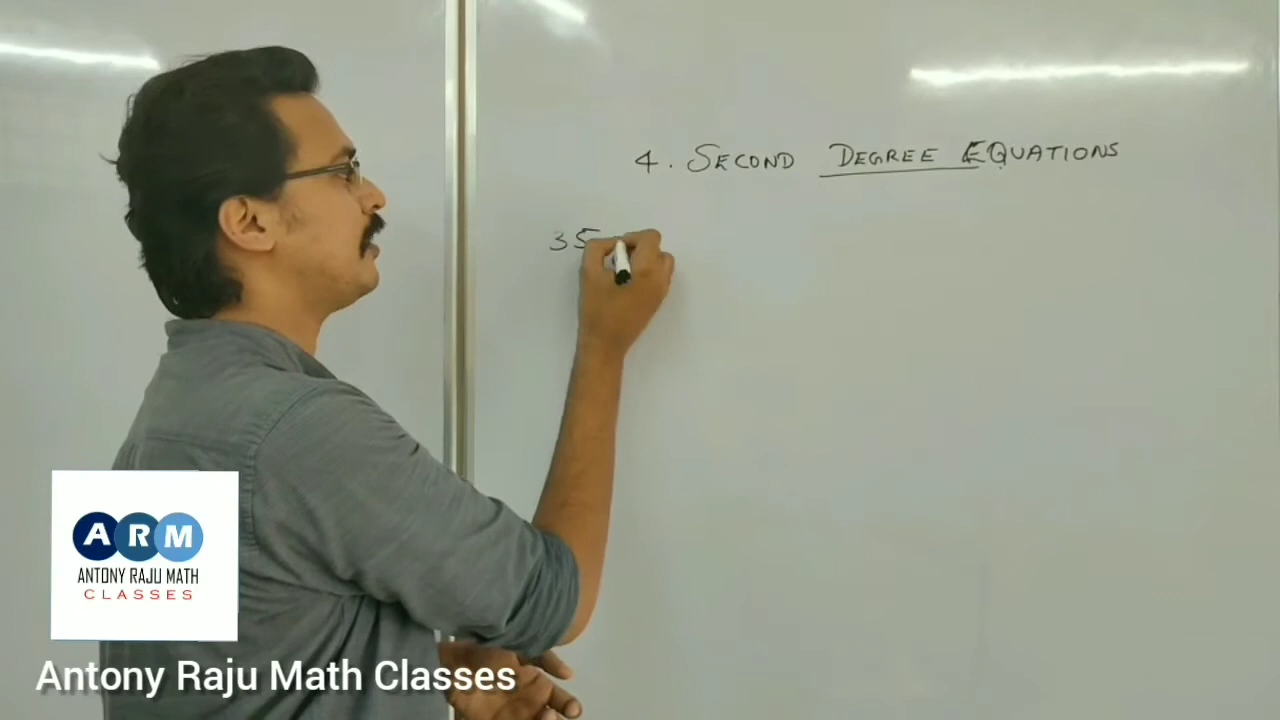 4. SECOND DEGREE EQUATIONS
35
ARM
ANTONY RAJU MATH
CLASSES
Antony Raju Math Classes